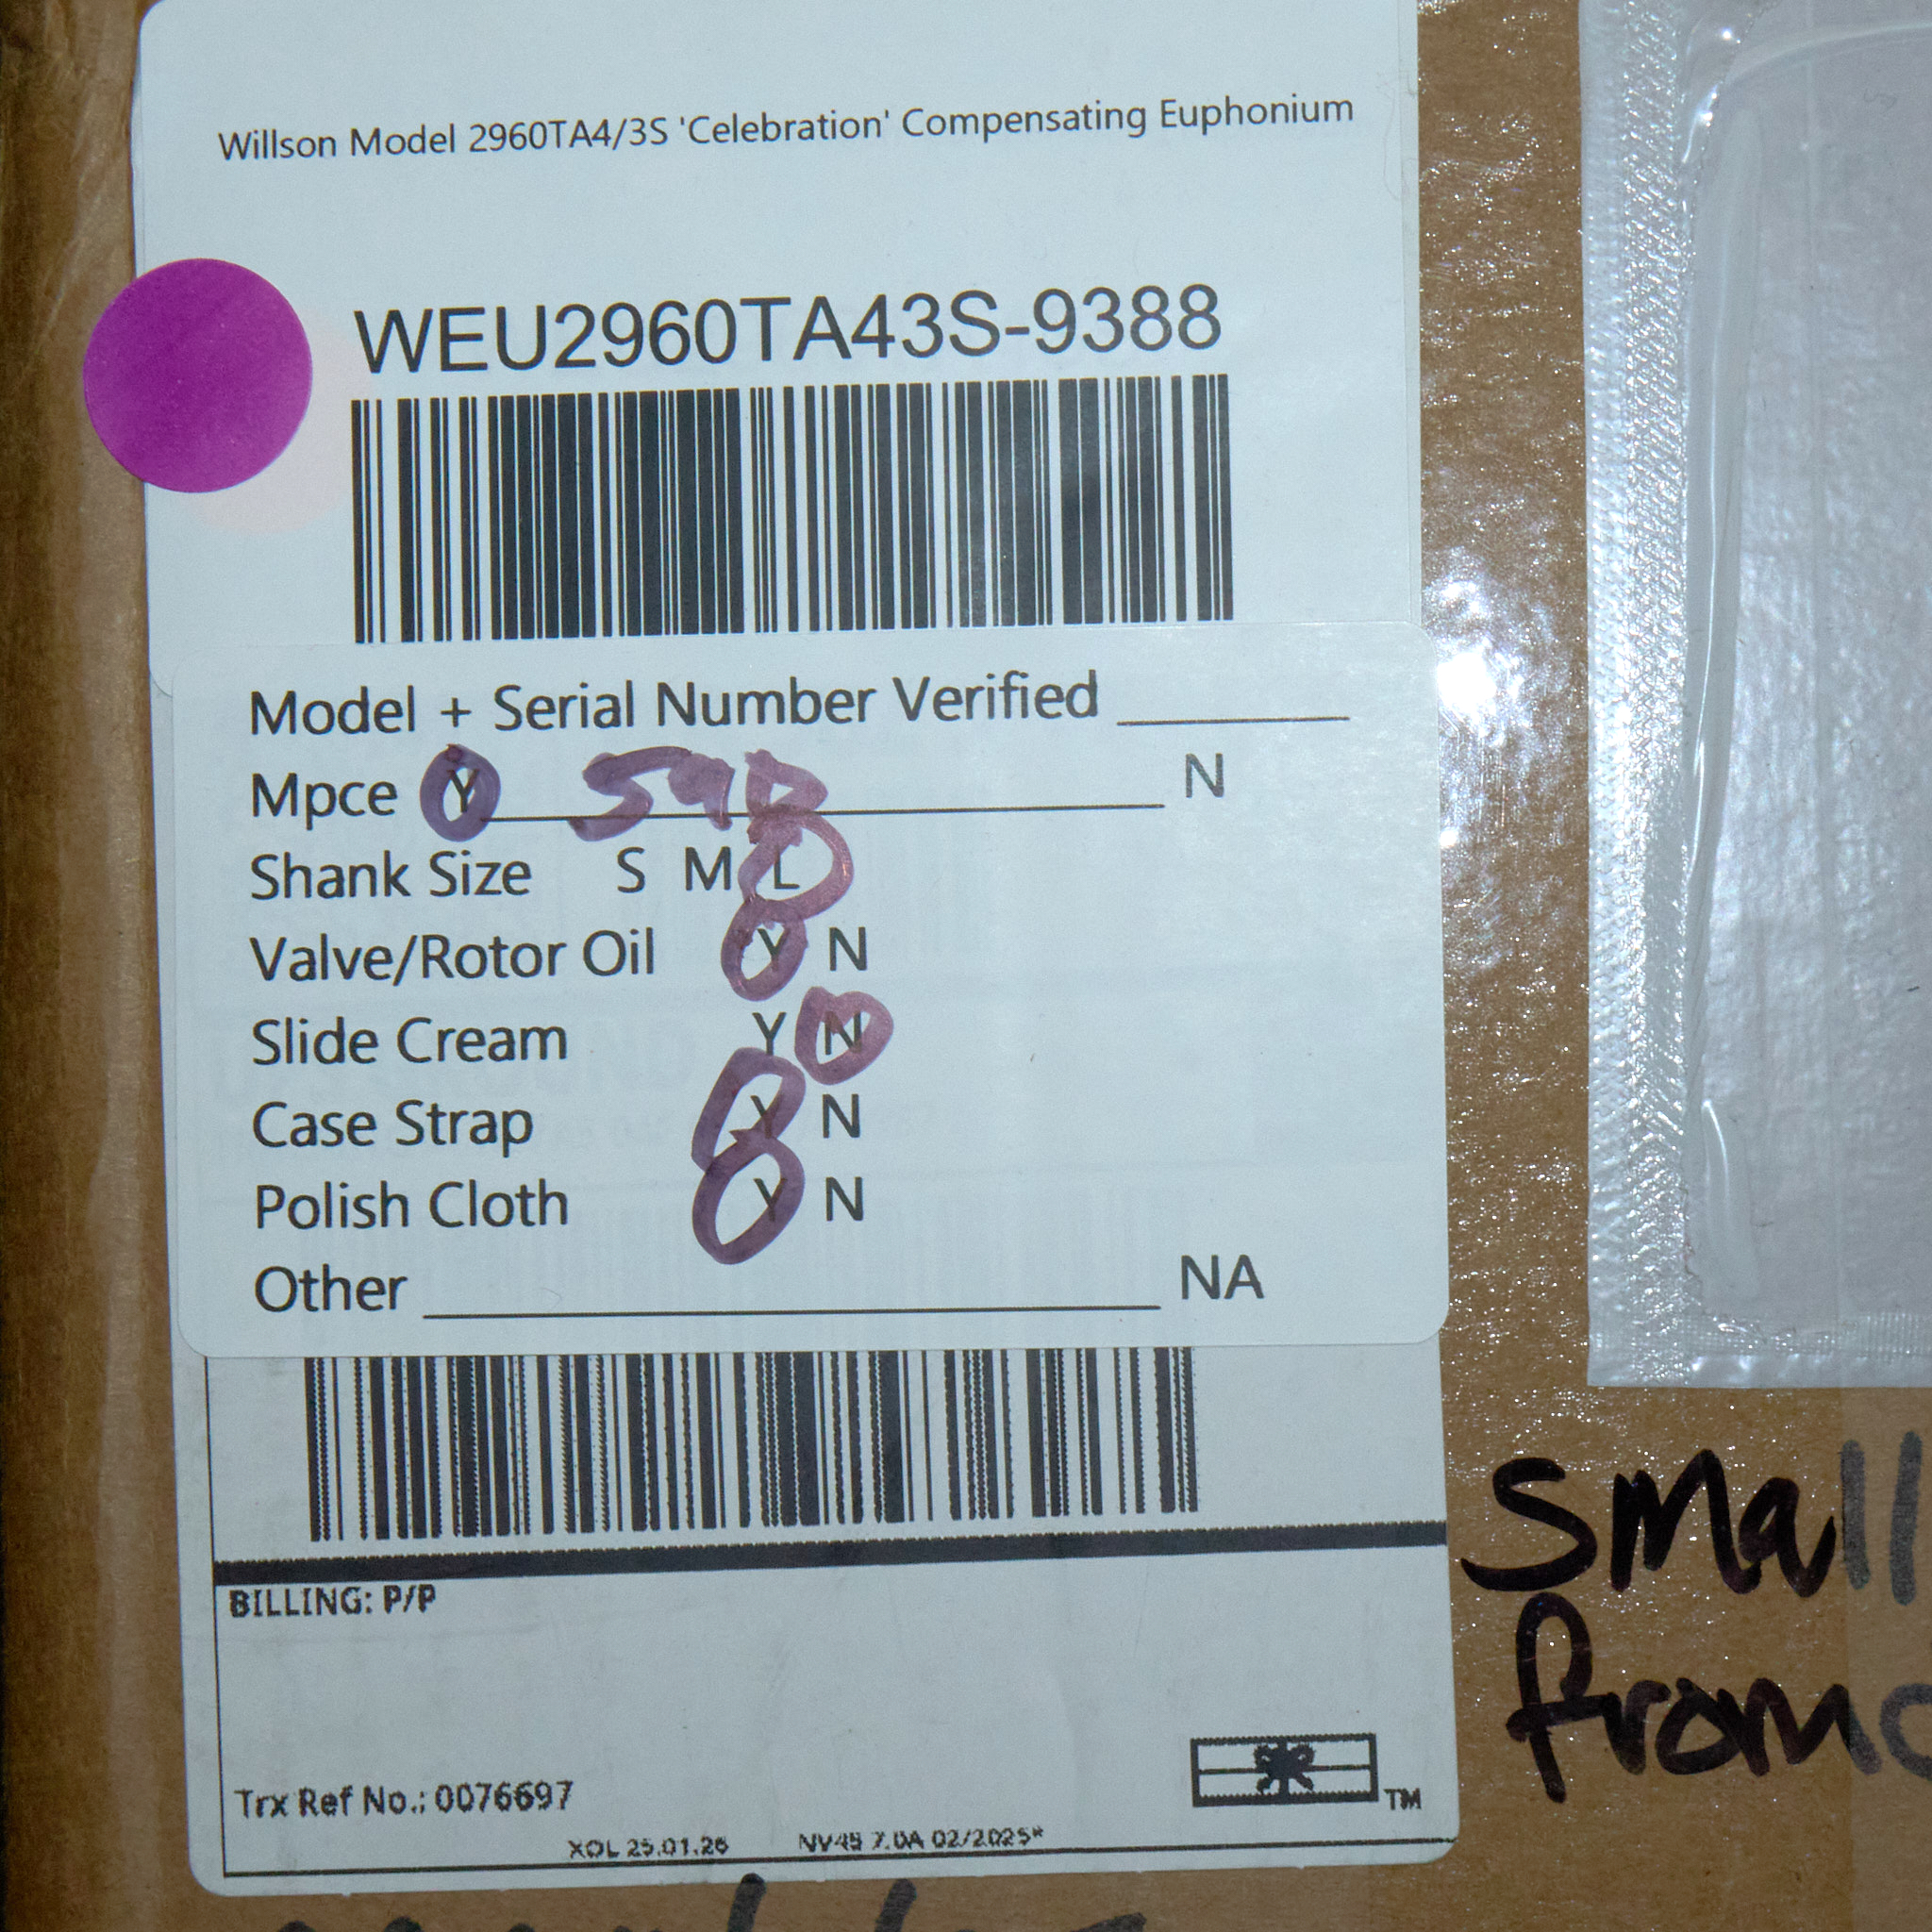 Willson Model 2960TA4/3S 'Celebration' Compensating Euphonium
WEU2960TA43S-9388
Model + Serial Number Verified
Mpce Y N
Shank Size S M L
Valve/Rotor Oil Y N
Slide Cream Y N
Case Strap Y N
Polish Cloth Y N
Other NA
BILLING: P/P
Trx Ref No.: 0076697
TM
XOL 25.01.26 NV45 7.0A 02/2025*
small